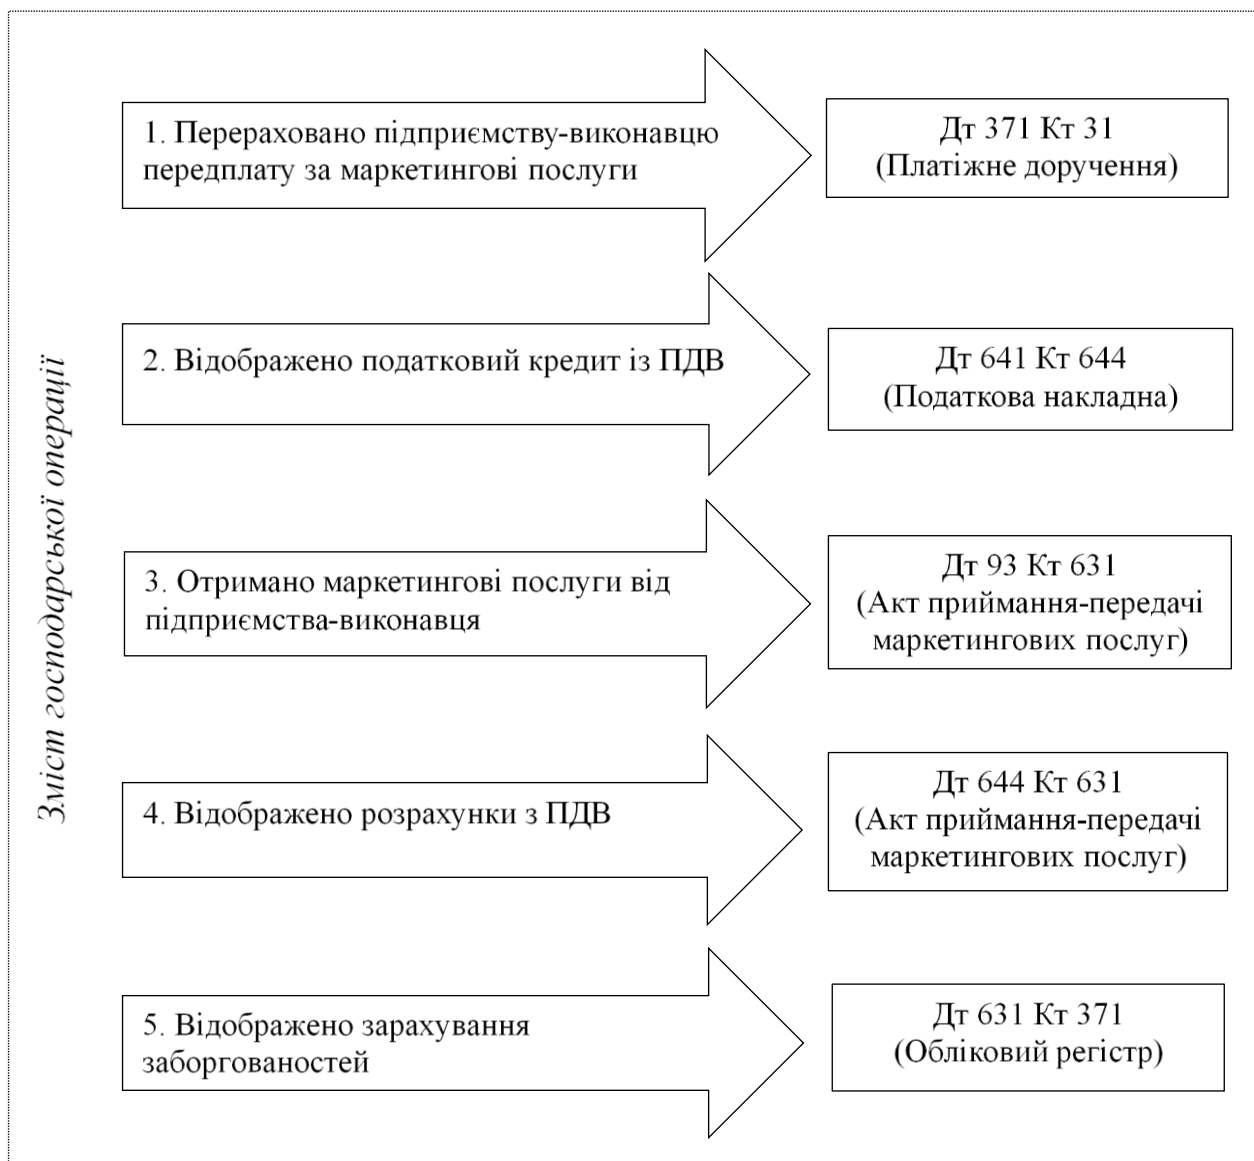 Зміст господарської операції
1. Перераховано підприємству-виконавцю
передплату за маркетингові послуги
Дт 371 Кт 31
(Платіжне доручення)
2. Відображено податковий кредит із ПДВ
Дт 641 Кт 644
(Податкова накладна)
3. Отримано маркетингові послуги від
підприємства-виконавця
Дт 93 Кт 631
(Акт приймання-передачі
маркетингових послуг)
4. Відображено розрахунки з ПДВ
Дт 644 Кт 631
(Акт приймання-передачі
маркетингових послуг)
5. Відображено зарахування
заборгованостей
Дт 631 Кт 371
(Обліковий регістр)